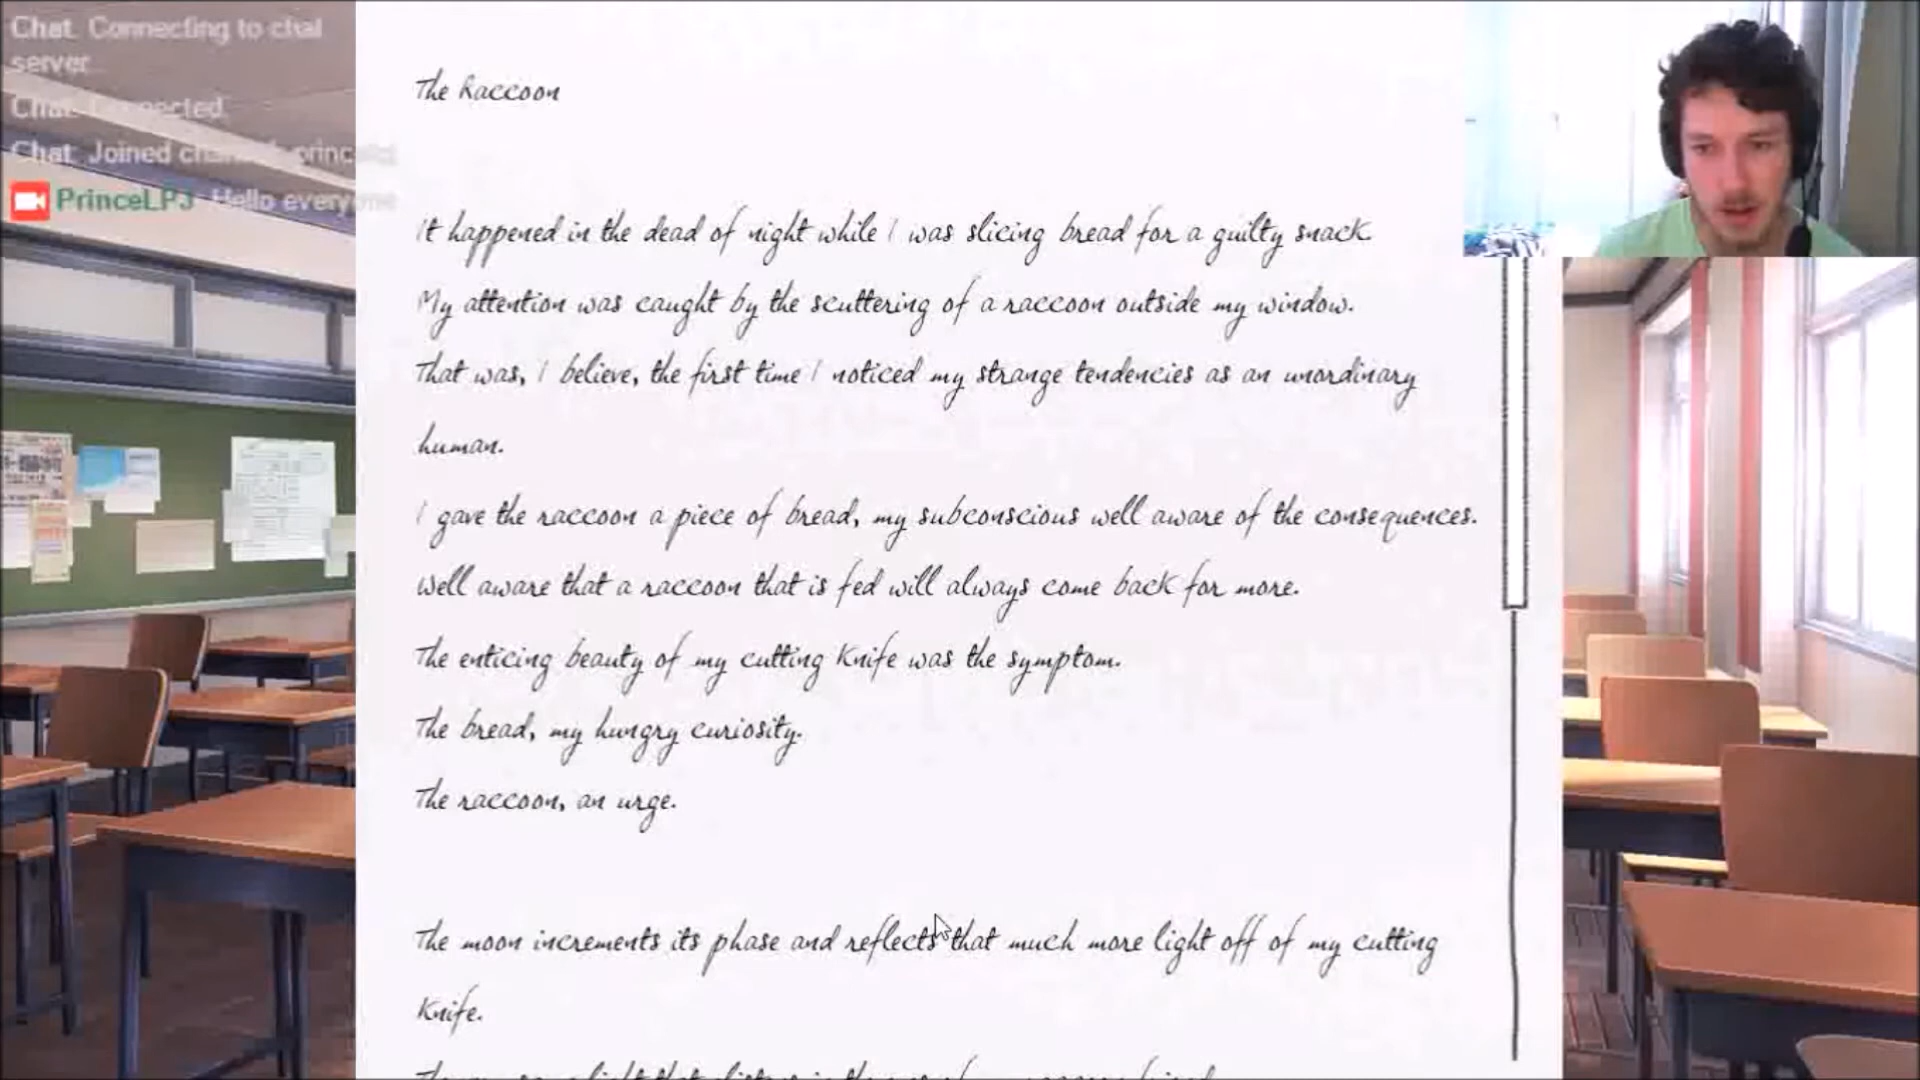 Chat: Connecting to chat
server...
Chat: Connected.
Chat: Joined
PrinceLPJ: Hello everyone
The Raccoon
It happened in the dead of night while I was slicing bread for a guilty snack.
My attention was caught by the scuttering of a raccoon outside my window.
That was, I believe, the first time I noticed my strange tendencies as an unordinary
human.
I gave the raccoon a piece of bread, my subconscious well aware of the consequences.
Well aware that a raccoon that is fed will always come back for more.
The enticing beauty of my cutting knife was the symptom.
The bread, my hungry curiosity.
The raccoon, an urge.
The moon increments its phase and reflects that much more light off of my cutting
knife.